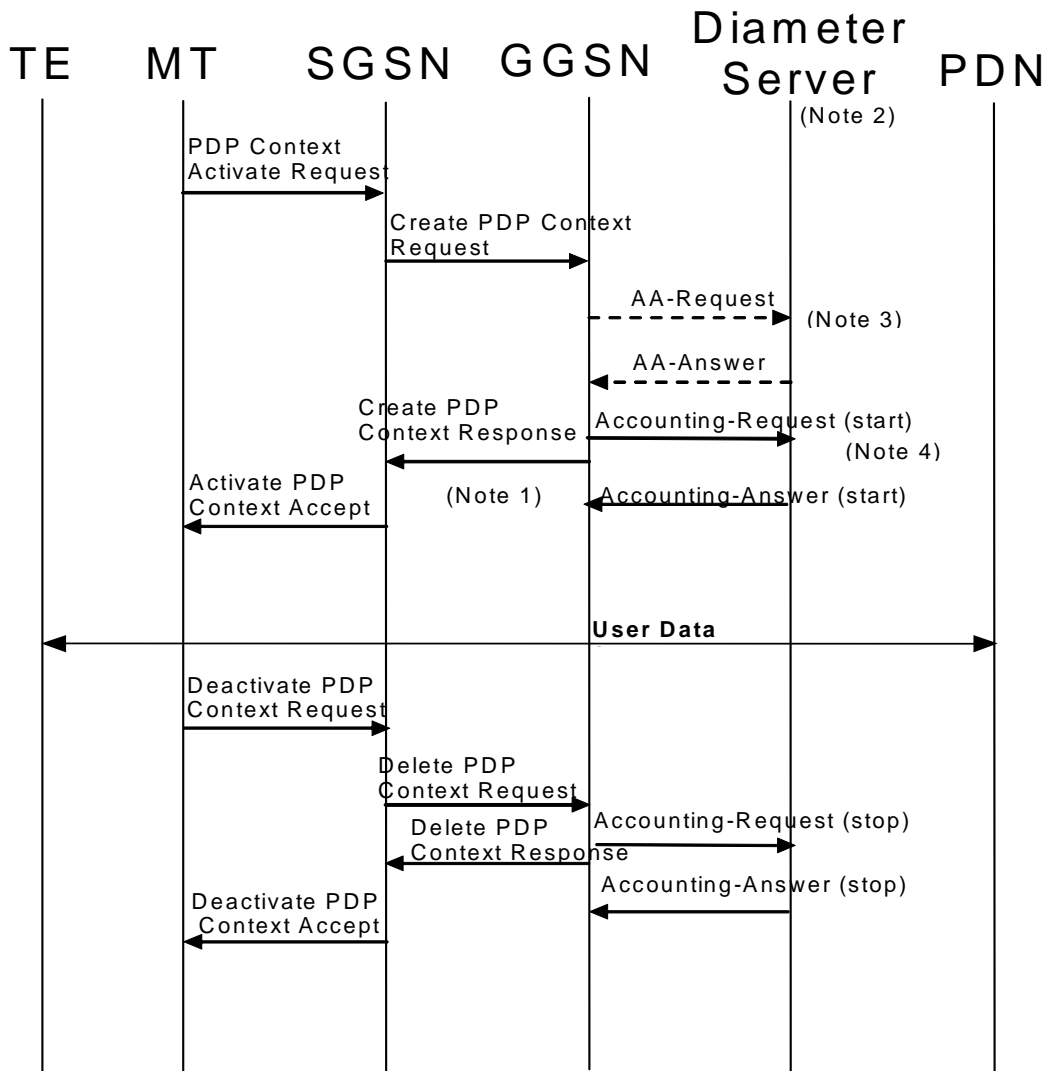 TE
MT
SGSN
GGSN
Diameter
Server
PDN
(Note 2)
PDP Context
Activate Request
Create PDP Context
Request
AA-Request
(Note 3)
AA-Answer
Create PDP
Context Response
Accounting-Request (start)
(Note 4)
Activate PDP
Context Accept
(Note 1)
Accounting-Answer (start)
User Data
Deactivate PDP
Context Request
Delete PDP
Context Request
Accounting-Request (stop)
Delete PDP
Context Response
Accounting-Answer (stop)
Deactivate PDP
Context Accept